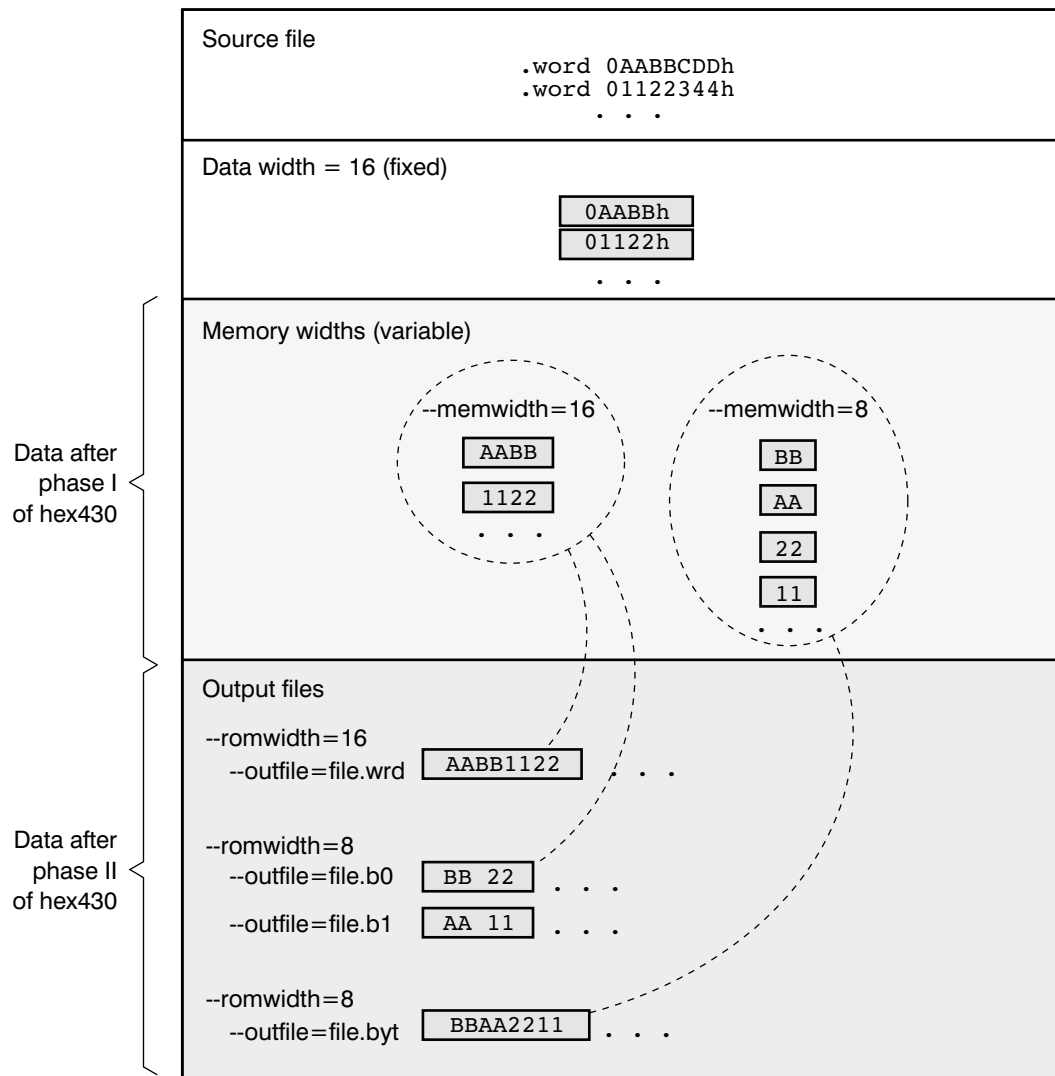 Source file
.word 0AABBCDDh
.word 01122344h
. . .
Data width = 16 (fixed)
0AABBh
01122h
. . .
Data after
phase I
of hex430
Memory widths (variable)
--memwidth=16
AABB
1122
. . .
--memwidth=8
BB
AA
22
11
. . .
Data after
phase II
of hex430
Output files
--romwidth=16
--outfile=file.wrd AABB1122 . . .
--romwidth=8
--outfile=file.b0 BB 22 . . .
--outfile=file.b1 AA 11 . . .
--romwidth=8
--outfile=file.byt BBAA2211 . . .